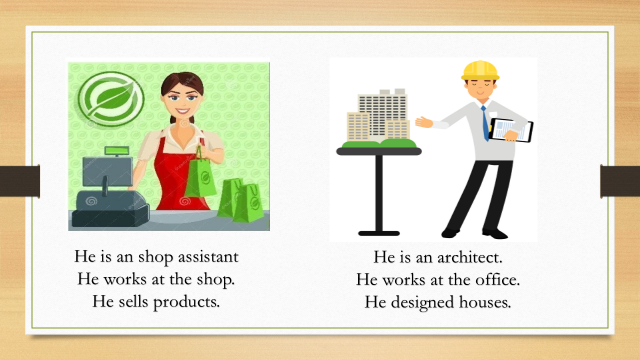 He is an shop assistant
He works at the shop.
He sells products.
He is an architect.
He works at the office.
He designed houses.